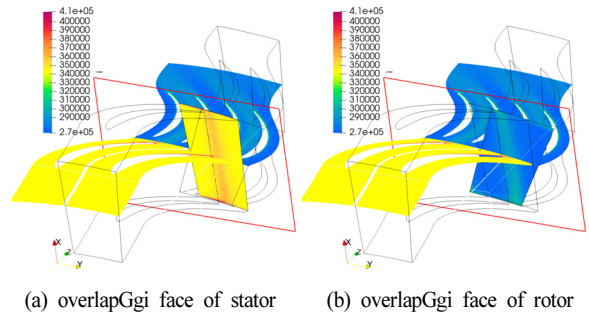 4.1e+05
400000
390000
380000
370000
360000
350000
340000
330000
320000
310000
300000
290000
2.7e+05
X
Z
Y
(a) overlapGgi face of stator
4.1e+05
400000
390000
380000
370000
360000
350000
340000
330000
320000
310000
300000
290000
2.7e+05
X
Z
Y
(b) overlapGgi face of rotor